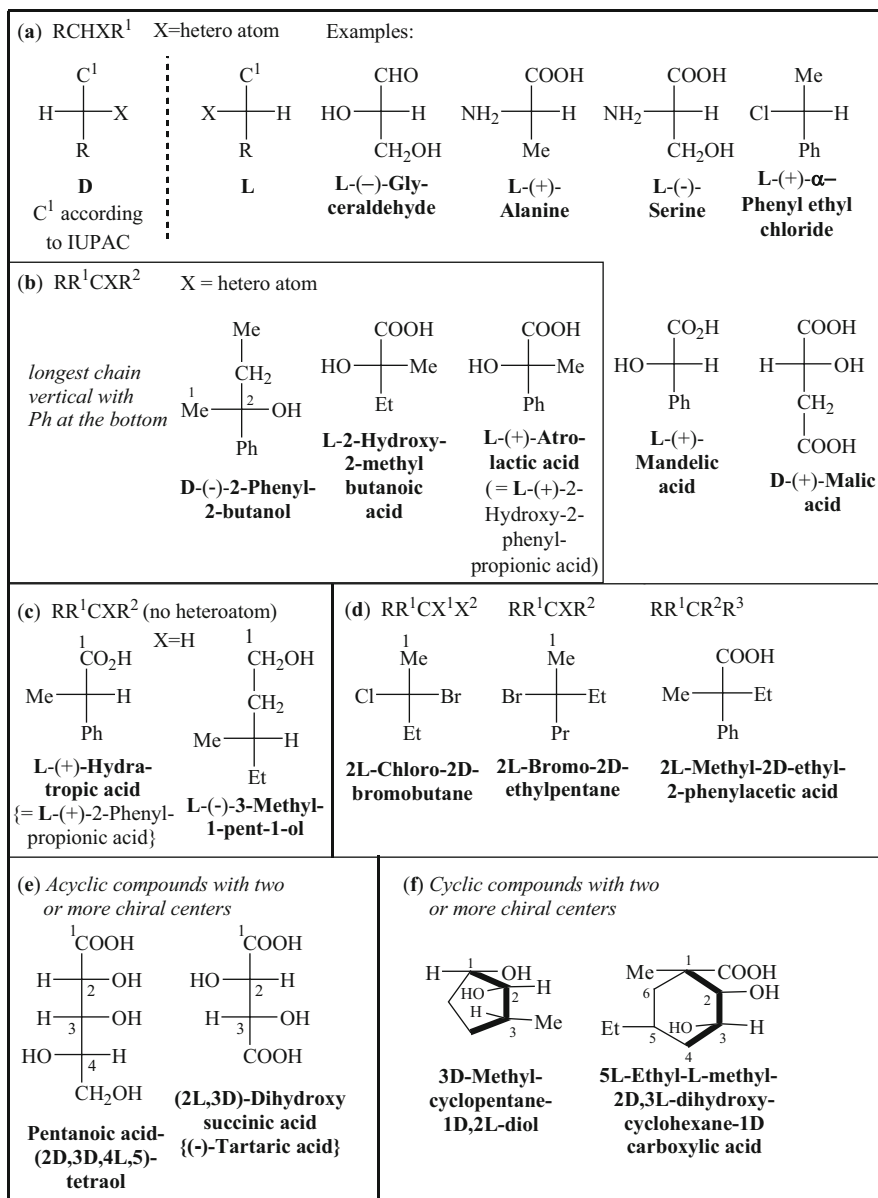 (a) RCHXR¹ X=hetero atom Examples:
C¹ C¹ CHO COOH COOH Me
H X X H HO H NH₂ H NH₂ H Cl H
R R CH₂OH Me CH₂OH Ph
D L L-(–)-Gly- L-(+)- L-(-)- L-(+)-α–
C¹ according ceraldehyde Alanine Serine Phenyl ethyl
to IUPAC chloride
(b) RR¹CXR² X = hetero atom
Me COOH COOH CO₂H COOH
longest chain CH₂ HO Me HO Me HO H H OH
vertical with 1 Me 2 OH Et Ph Ph CH₂
Ph at the bottom Ph COOH
D-(-)-2-Phenyl-
2-butanol
L-2-Hydroxy-
2-methyl
butanoic
acid
L-(+)-Atro-
lactic acid
( = L-(+)-2-
Hydroxy-2-
phenyl-
propionic acid)
L-(+)-
Mandelic
acid
D-(+)-Malic
acid
(c) RR¹CXR² (no heteroatom)
X=H
1
CO₂H
Me H
Ph
L-(+)-Hydra-
tropic acid
{= L-(+)-2-Phenyl-
propionic acid}
1
CH₂OH
CH₂
Me H
Et
L-(-)-3-Methyl-
1-pent-1-ol
(d) RR¹CX¹X² RR¹CXR² RR¹CR²R³
1
Me
Cl Br
Et
2L-Chloro-2D-
bromobutane
1
Me
Br Et
Pr
2L-Bromo-2D-
ethylpentane
COOH
Me Et
Ph
2L-Methyl-2D-ethyl-
2-phenylacetic acid
(e) Acyclic compounds with two
or more chiral centers
1
COOH
H OH
2
H OH
3
HO H
4
CH₂OH
Pentanoic acid-
(2D,3D,4L,5)-
tetraol
1
COOH
HO H
2
H OH
3
COOH
(2L,3D)-Dihydroxy
succinic acid
{(-)-Tartaric acid}
(f) Cyclic compounds with two
or more chiral centers
H 1 OH
HO 2 H
H
3 Me
3D-Methyl-
cyclopentane-
1D,2L-diol
1
Me COOH
6 2 OH
Et HO H
5 3
4
5L-Ethyl-L-methyl-
2D,3L-dihydroxy-
cyclohexane-1D
carboxylic acid